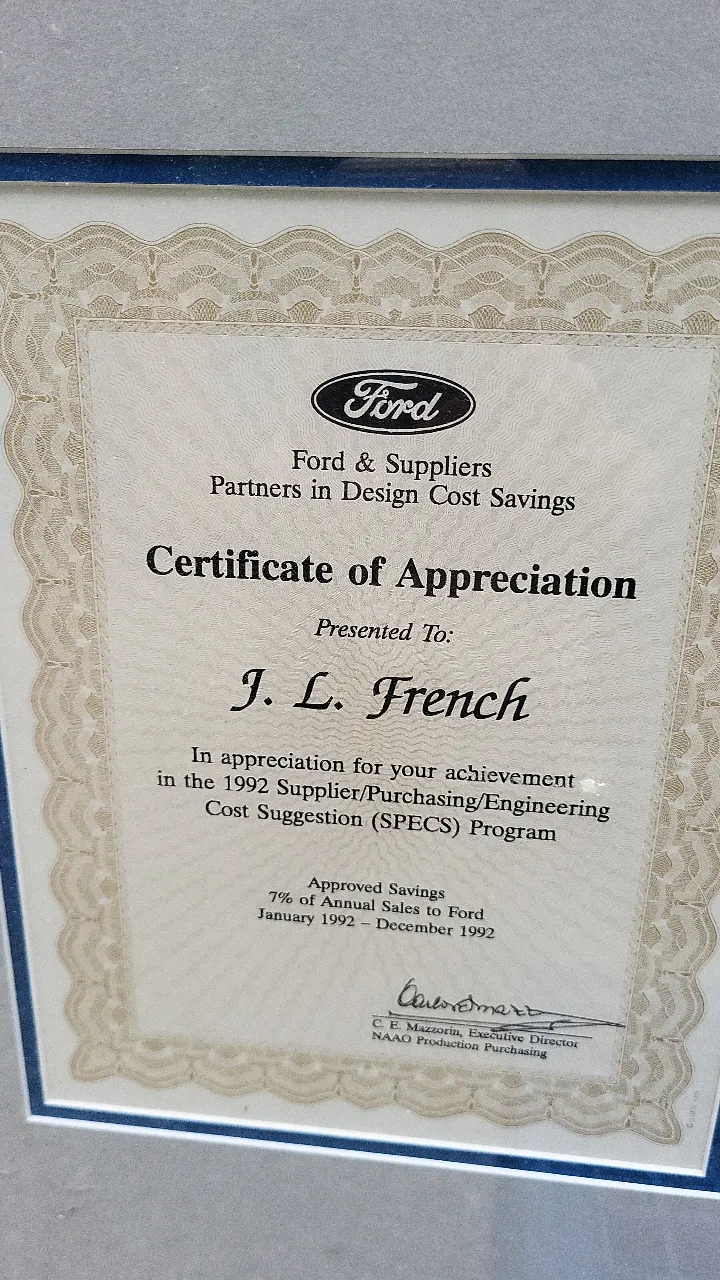 Ford
Ford & Suppliers
Partners in Design Cost Savings
Certificate of Appreciation
Presented To:
J. L. French
In appreciation for your achievement
in the 1992 Supplier/Purchasing/Engineering
Cost Suggestion (SPECS) Program
Approved Savings
7% of Annual Sales to Ford
January 1992 – December 1992
C. E. Mazzorin, Executive Director
NAAO Production Purchasing